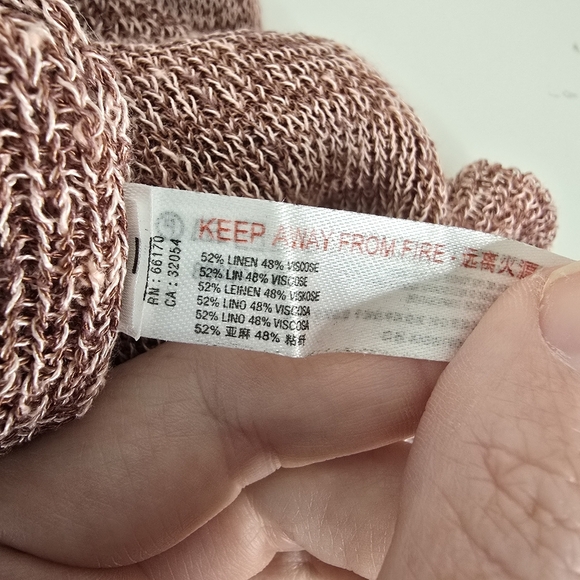 RN: 66170
CA: 32054
KEEP AWAY FROM FIRE · 远离火源
52% LINEN 48% VISCOSE
52% LIN 48% VISCOSE
52% LEINEN 48% VISKOSE
52% LINO 48% VISCOSA
52% LINO 48% VISCOSA
52% 亚麻 48% 粘纤